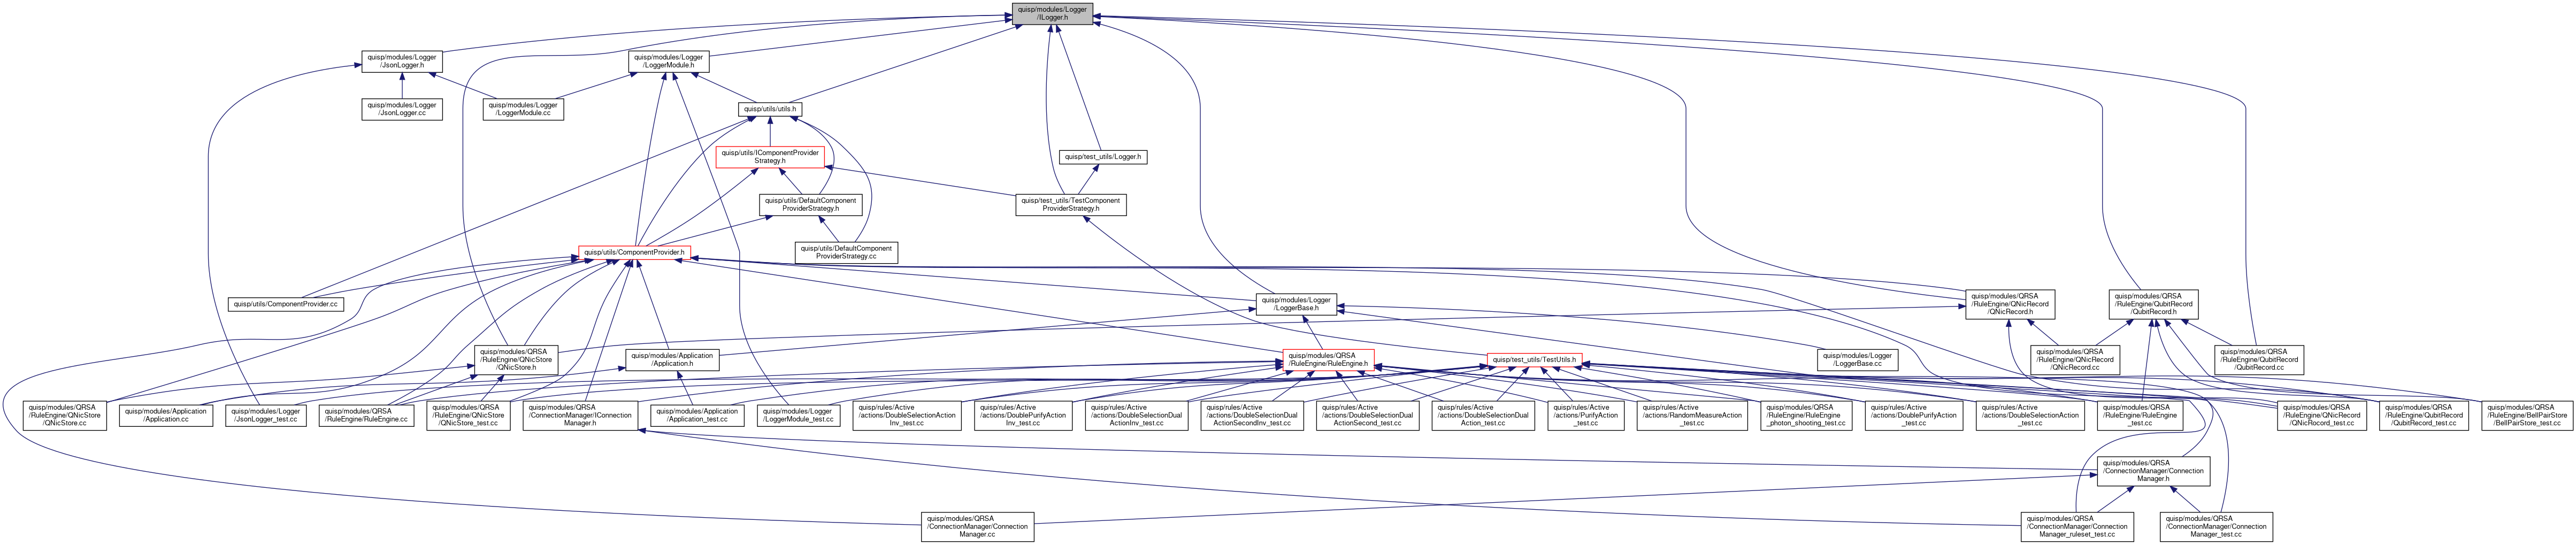 quisp/modules/Logger
/ILogger.h
quisp/modules/Logger
/JsonLogger.h
quisp/modules/Logger
/LoggerModule.h
quisp/modules/Logger
/JsonLogger.cc
quisp/modules/Logger
/LoggerModule.cc
quisp/utils/utils.h
quisp/utils/IComponentProvider
Strategy.h
quisp/test_utils/Logger.h
quisp/utils/DefaultComponent
ProviderStrategy.h
quisp/test_utils/TestComponent
ProviderStrategy.h
quisp/utils/ComponentProvider.h
quisp/utils/DefaultComponent
ProviderStrategy.cc
quisp/utils/ComponentProvider.cc
quisp/modules/Logger
/LoggerBase.h
quisp/modules/QRSA
/RuleEngine/QNicRecord
/QNicRecord.h
quisp/modules/QRSA
/RuleEngine/QubitRecord
/QubitRecord.h
quisp/modules/QRSA
/RuleEngine/QNicStore
/QNicStore.h
quisp/modules/Application
/Application.h
quisp/modules/QRSA
/RuleEngine/RuleEngine.h
quisp/test_utils/TestUtils.h
quisp/modules/Logger
/LoggerBase.cc
quisp/modules/QRSA
/RuleEngine/QNicRecord
/QNicRecord.cc
quisp/modules/QRSA
/RuleEngine/QubitRecord
/QubitRecord.cc
quisp/modules/QRSA
/RuleEngine/QNicStore
/QNicStore.cc
quisp/modules/Application
/Application.cc
quisp/modules/Logger
/JsonLogger_test.cc
quisp/modules/QRSA
/RuleEngine/RuleEngine.cc
quisp/modules/QRSA
/RuleEngine/QNicStore
/QNicStore_test.cc
quisp/modules/QRSA
/ConnectionManager/IConnection
Manager.h
quisp/modules/Application
/Application_test.cc
quisp/modules/Logger
/LoggerModule_test.cc
quisp/rules/Active
/actions/DoubleSelectionAction
Inv_test.cc
quisp/rules/Active
/actions/DoublePurifyAction
Inv_test.cc
quisp/rules/Active
/actions/DoubleSelectionDual
ActionInv_test.cc
quisp/rules/Active
/actions/DoubleSelectionDual
ActionSecondInv_test.cc
quisp/rules/Active
/actions/DoubleSelectionDual
ActionSecond_test.cc
quisp/rules/Active
/actions/DoubleSelectionDual
Action_test.cc
quisp/rules/Active
/actions/PurifyAction
_test.cc
quisp/rules/Active
/actions/RandomMeasureAction
_test.cc
quisp/modules/QRSA
/RuleEngine/RuleEngine
_photon_shooting_test.cc
quisp/rules/Active
/actions/DoublePurifyAction
_test.cc
quisp/rules/Active
/actions/DoubleSelectionAction
_test.cc
quisp/modules/QRSA
/RuleEngine/RuleEngine
_test.cc
quisp/modules/QRSA
/RuleEngine/QNicRecord
/QNicRocord_test.cc
quisp/modules/QRSA
/RuleEngine/QubitRecord
/QubitRecord_test.cc
quisp/modules/QRSA
/RuleEngine/BellPairStore
/BellPairStore_test.cc
quisp/modules/QRSA
/ConnectionManager/Connection
Manager.h
quisp/modules/QRSA
/ConnectionManager/Connection
Manager.cc
quisp/modules/QRSA
/ConnectionManager/Connection
Manager_ruleset_test.cc
quisp/modules/QRSA
/ConnectionManager/Connection
Manager_test.cc